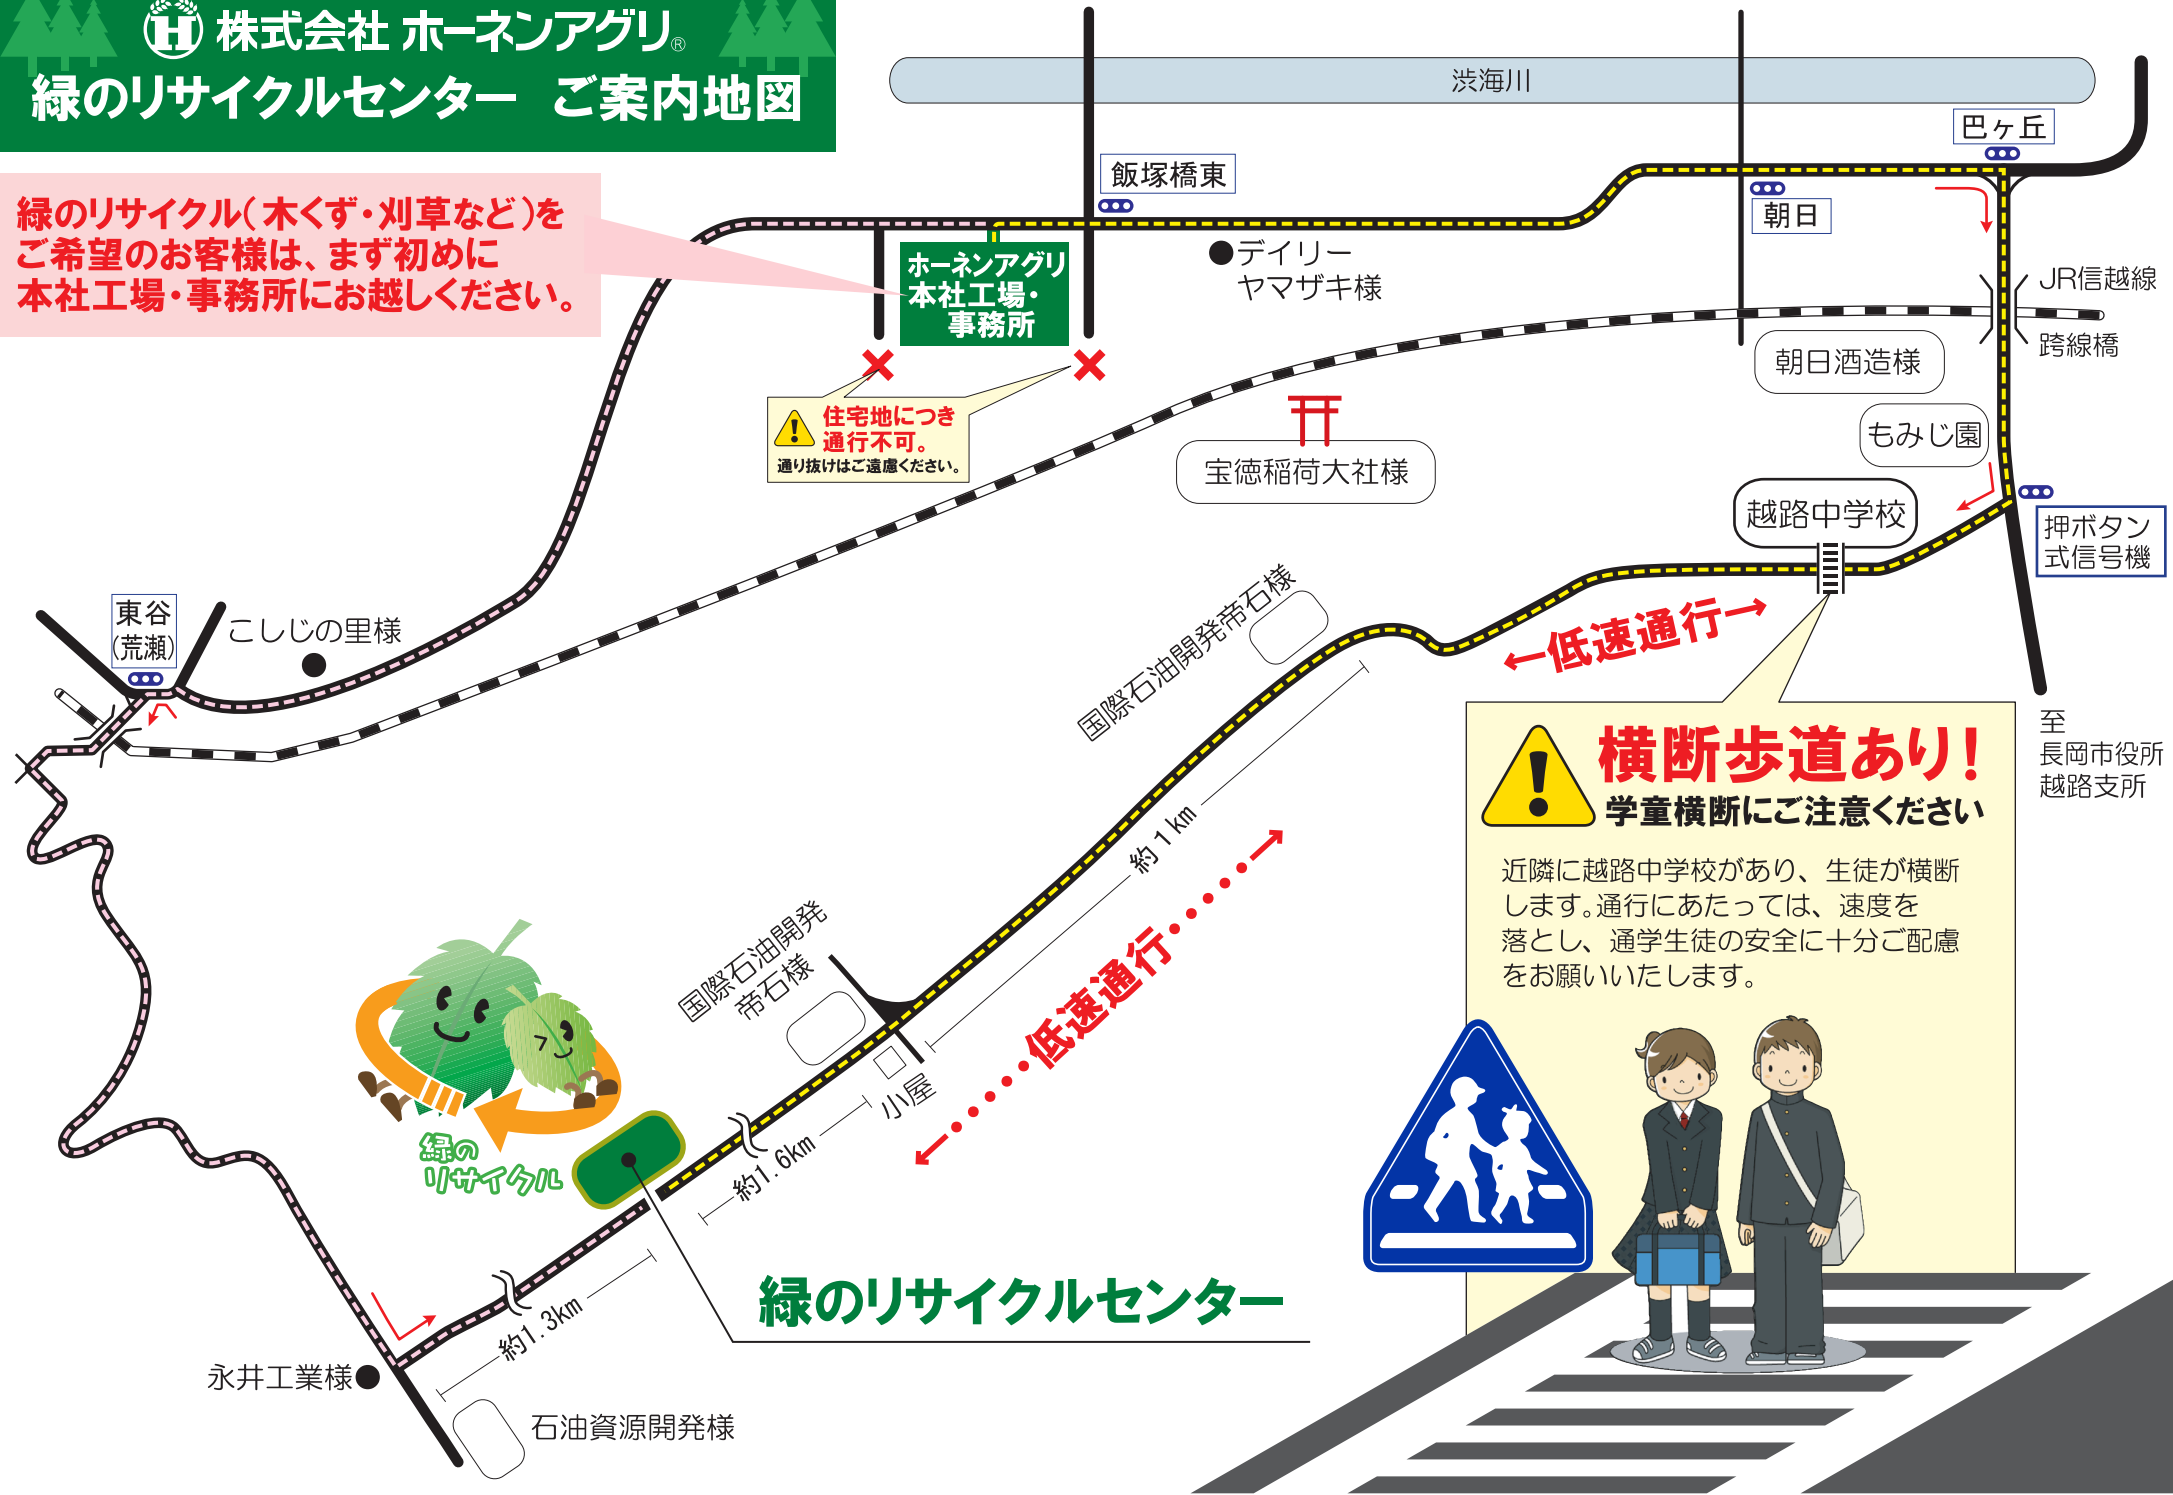 株式会社 ホーネンアグリ®
緑のリサイクルセンター ご案内地図
緑のリサイクル(木くず・刈草など)を
ご希望のお客様は、まず初めに
本社工場・事務所にお越しください。
渋海川
巴ヶ丘
飯塚橋東
朝日
デイリー
ヤマザキ様
ホーネンアグリ
本社工場・
事務所
JR信越線
跨線橋
朝日酒造様
もみじ園
住宅地につき
通行不可。
通り抜けはご遠慮ください。
宝徳稲荷大社様
越路中学校
押ボタン
式信号機
東谷
(荒瀬)
こしじの里様
国際石油開発帝石様
←低速通行→
至
長岡市役所
越路支所
横断歩道あり!
学童横断にご注意ください
近隣に越路中学校があり、生徒が横断
します。通行にあたっては、速度を
落とし、通学生徒の安全に十分ご配慮
をお願いいたします。
約1km
低速通行
国際石油開発
帝石様
小屋
約1.6km
緑の
リサイクル
緑のリサイクルセンター
約1.3km
永井工業様
石油資源開発様
H